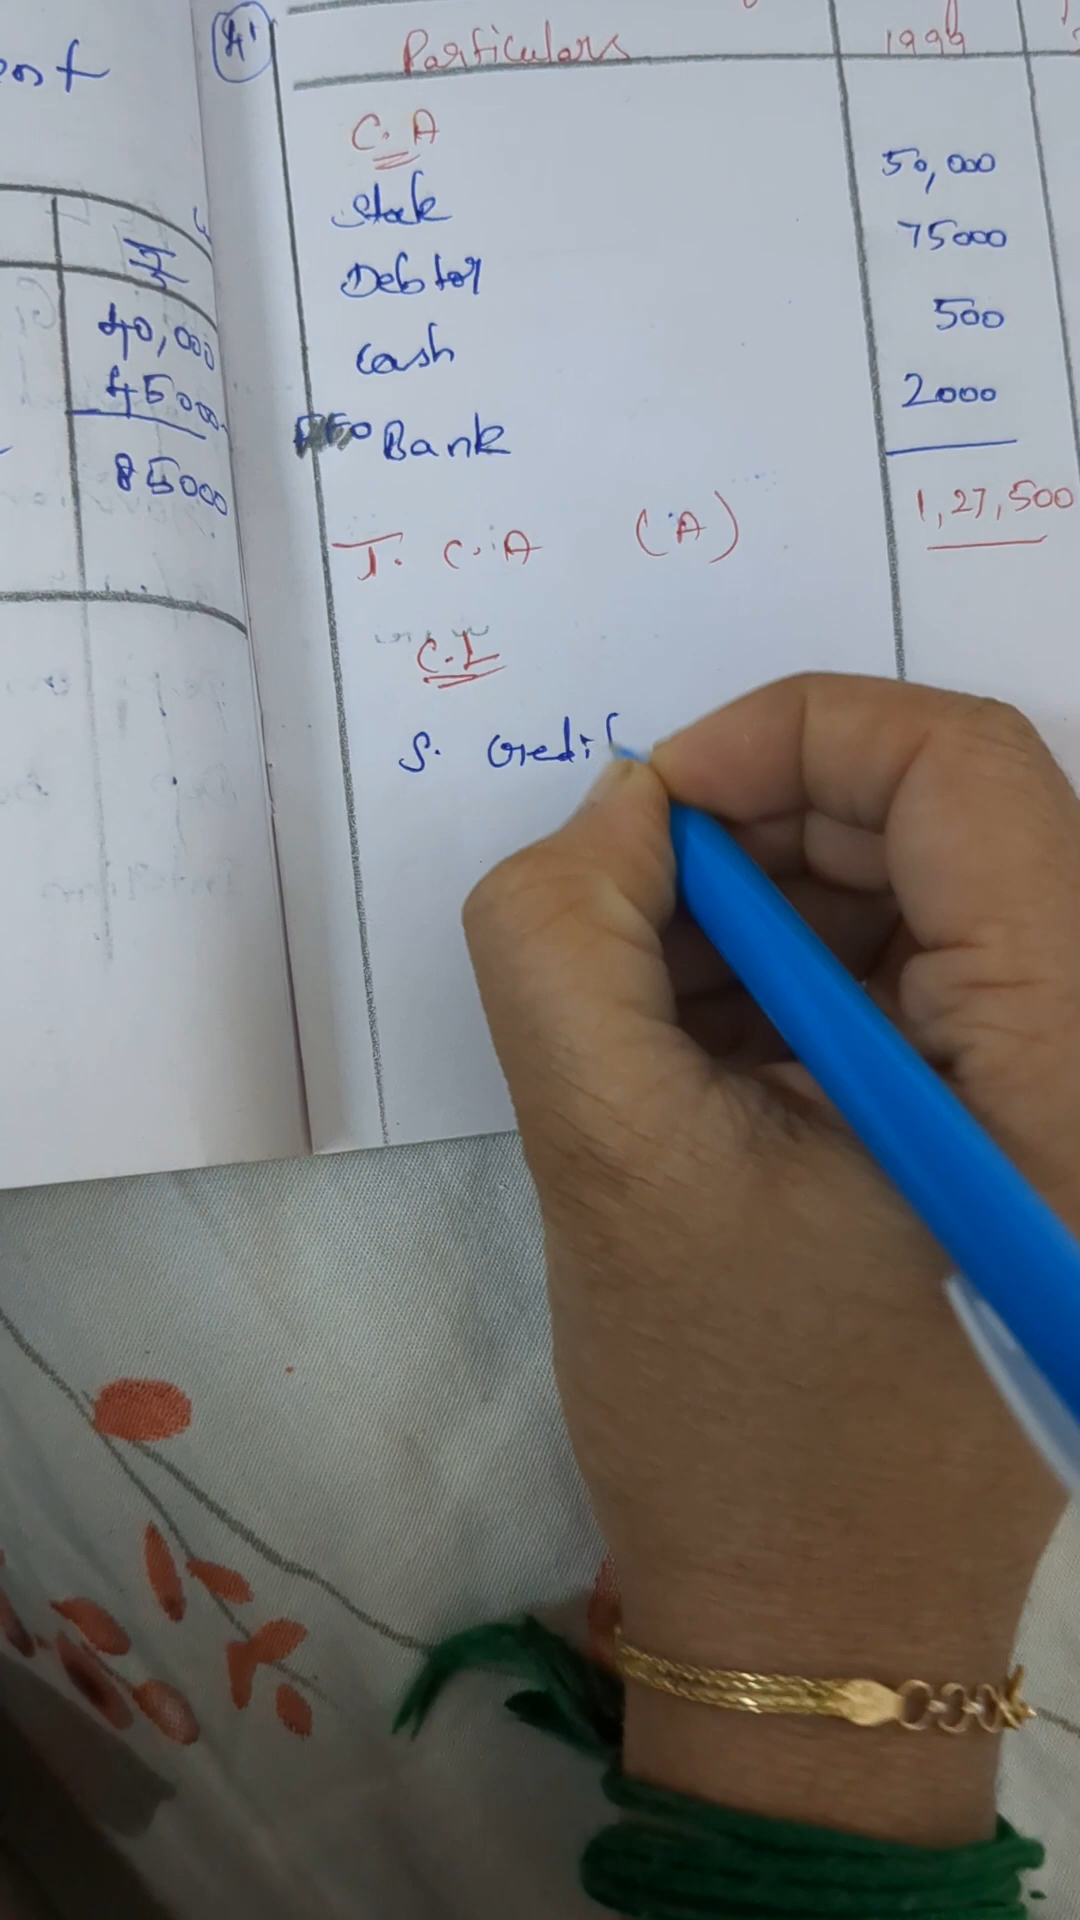 ent
₹
40,000
45000
85000
4)
Particulars 1999
C.A
Stock 50,000
Debtor 75000
Cash 500
Bank 2000
T. C.A (A) 1,27,500
C.L
S. Credit